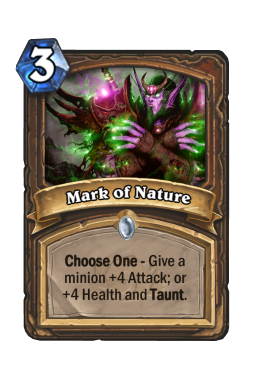 3
Mark of Nature
Choose One - Give a
minion +4 Attack; or
+4 Health and Taunt.